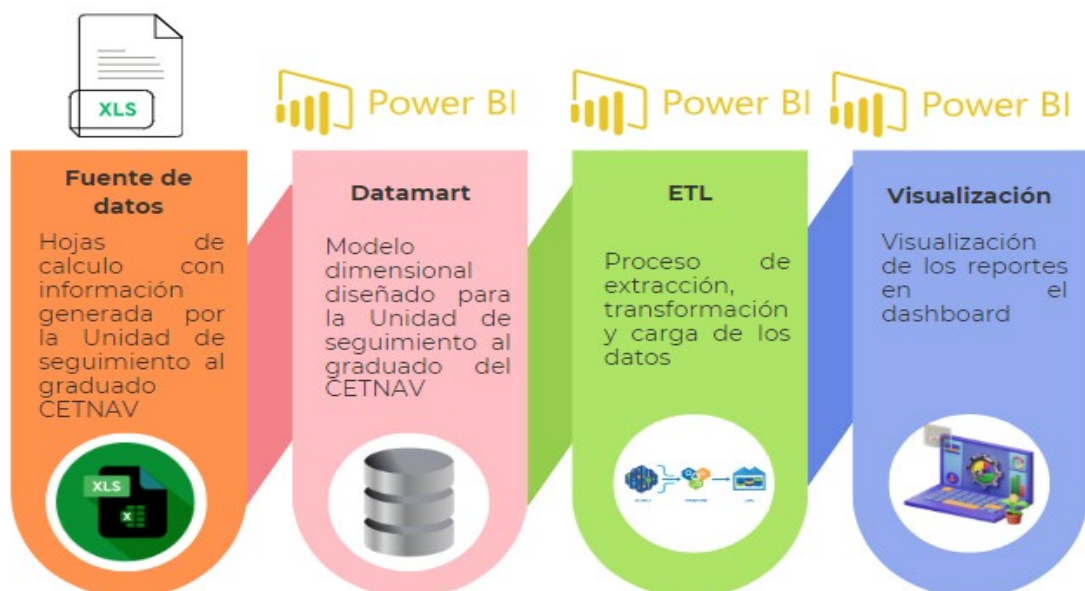 XLS
Power BI
Power BI
Power BI
Fuente de
datos
Hojas de
calculo con
información
generada por
la Unidad de
seguimiento al
graduado
CETNAV
XLS
X
Datamart
Modelo
dimensional
diseñado para
la Unidad de
seguimiento al
graduado del
CETNAV
ETL
Proceso de
extracción,
transformación
y carga de los
datos
Visualización
Visualización
de los reportes
en el
dashboard